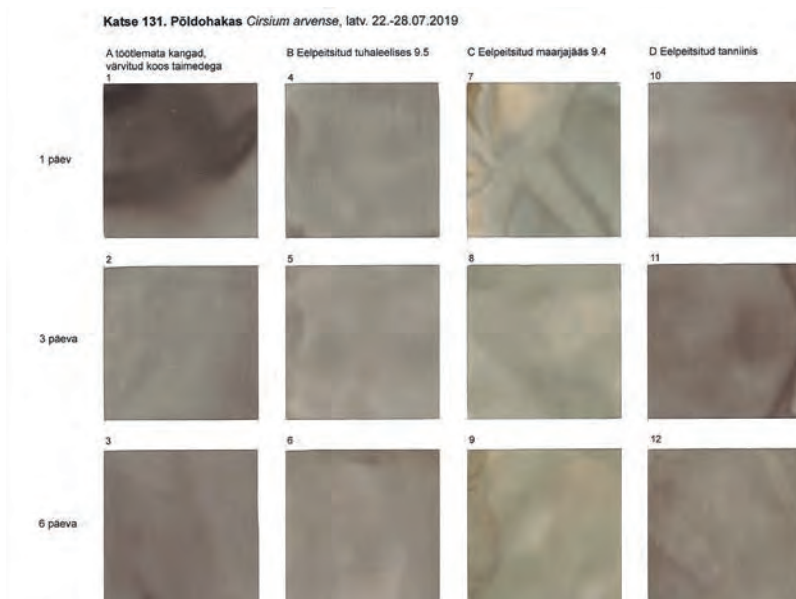 Katse 131. Põldohakas Cirsium arvense, latv. 22.-28.07.2019
A töötlemata kangad,
värvitud koos taimedega
B Eelpeitsitud tuhaleelises 9.5
C Eelpeitsitud maarjajääs 9.4
D Eelpeitsitud tanniinis
1
4
7
10
1 päev
2
5
8
11
3 päeva
3
6
9
12
6 päeva